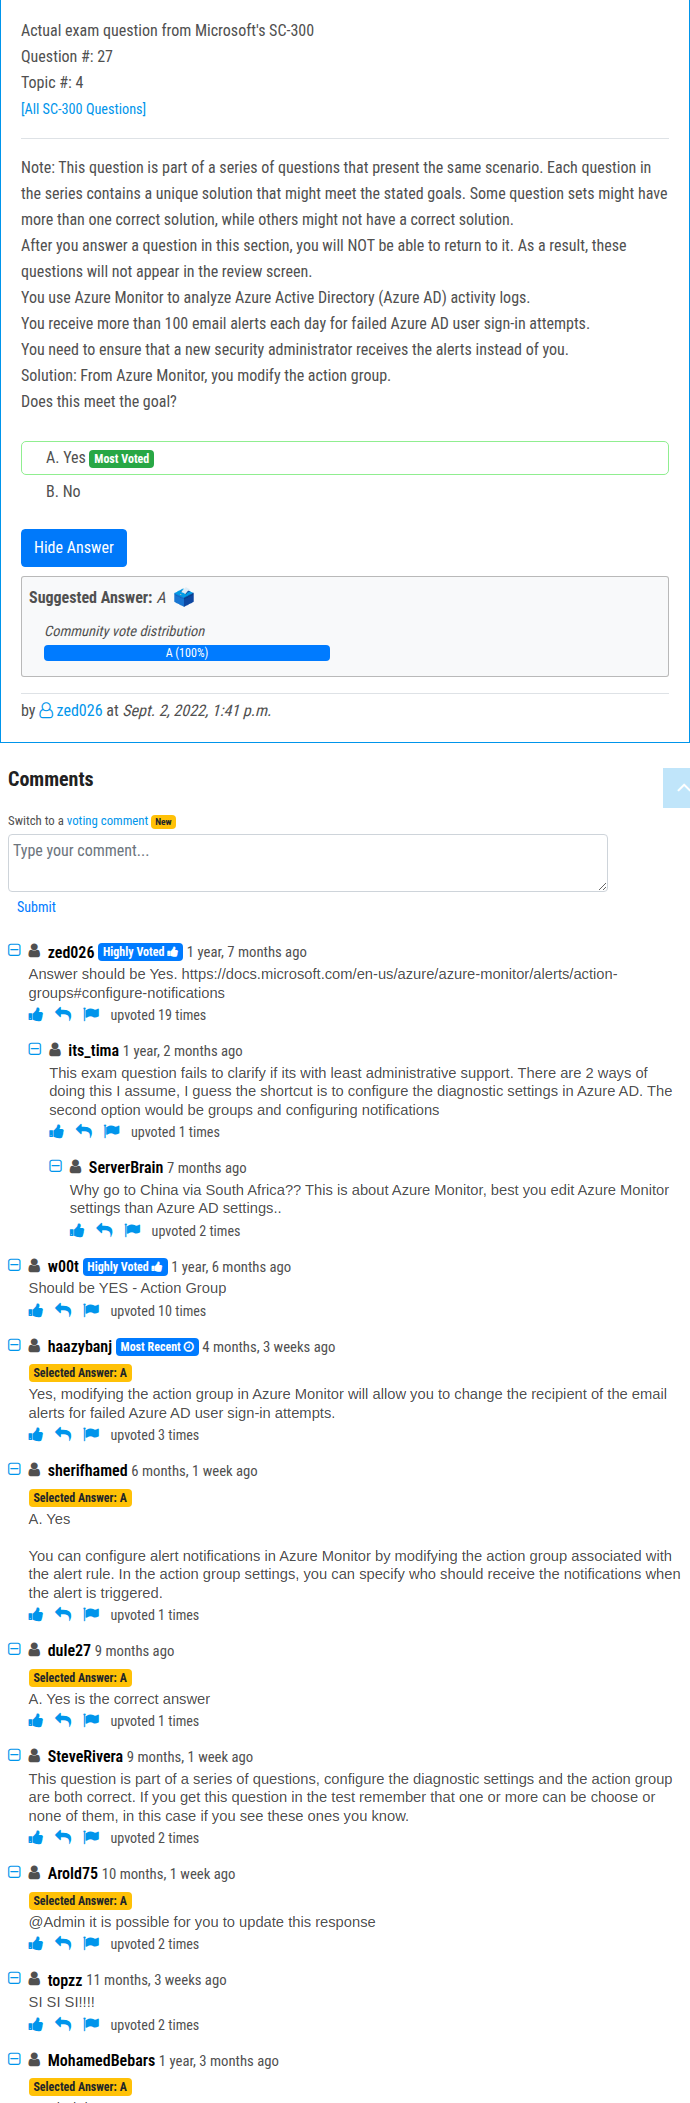 Actual exam question from Microsoft's SC-300
Question #: 27
Topic #: 4
[All SC-300 Questions]
Note: This question is part of a series of questions that present the same scenario. Each question in
the series contains a unique solution that might meet the stated goals. Some question sets might have
more than one correct solution, while others might not have a correct solution.
After you answer a question in this section, you will NOT be able to return to it. As a result, these
questions will not appear in the review screen.
You use Azure Monitor to analyze Azure Active Directory (Azure AD) activity logs.
You receive more than 100 email alerts each day for failed Azure AD user sign-in attempts.
You need to ensure that a new security administrator receives the alerts instead of you.
Solution: From Azure Monitor, you modify the action group.
Does this meet the goal?
A. Yes Most Voted
B. No
Hide Answer
Suggested Answer: A
Community vote distribution
A (100%)
by zed026 at Sept. 2, 2022, 1:41 p.m.
Comments
Switch to a voting comment New
Type your comment...
Submit
zed026 Highly Voted 1 year, 7 months ago
Answer should be Yes. https://docs.microsoft.com/en-us/azure/azure-monitor/alerts/action-
groups#configure-notifications
upvoted 19 times
its_tima 1 year, 2 months ago
This exam question fails to clarify if its with least administrative support. There are 2 ways of
doing this I assume, I guess the shortcut is to configure the diagnostic settings in Azure AD. The
second option would be groups and configuring notifications
upvoted 1 times
ServerBrain 7 months ago
Why go to China via South Africa?? This is about Azure Monitor, best you edit Azure Monitor
settings than Azure AD settings..
upvoted 2 times
w00t Highly Voted 1 year, 6 months ago
Should be YES - Action Group
upvoted 10 times
haazybanj Most Recent 4 months, 3 weeks ago
Selected Answer: A
Yes, modifying the action group in Azure Monitor will allow you to change the recipient of the email
alerts for failed Azure AD user sign-in attempts.
upvoted 3 times
sherifhamed 6 months, 1 week ago
Selected Answer: A
A. Yes
You can configure alert notifications in Azure Monitor by modifying the action group associated with
the alert rule. In the action group settings, you can specify who should receive the notifications when
the alert is triggered.
upvoted 1 times
dule27 9 months ago
Selected Answer: A
A. Yes is the correct answer
upvoted 1 times
SteveRivera 9 months, 1 week ago
This question is part of a series of questions, configure the diagnostic settings and the action group
are both correct. If you get this question in the test remember that one or more can be choose or
none of them, in this case if you see these ones you know.
upvoted 2 times
Arold75 10 months, 1 week ago
Selected Answer: A
@Admin it is possible for you to update this response
upvoted 2 times
topzz 11 months, 3 weeks ago
SI SI SI!!!!
upvoted 2 times
MohamedBebars 1 year, 3 months ago
Selected Answer: A